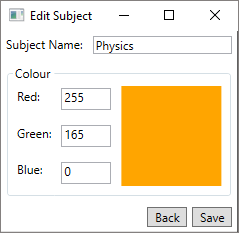 Edit Subject
Subject Name: Physics
Colour
Red: 255
Green: 165
Blue: 0
Back Save